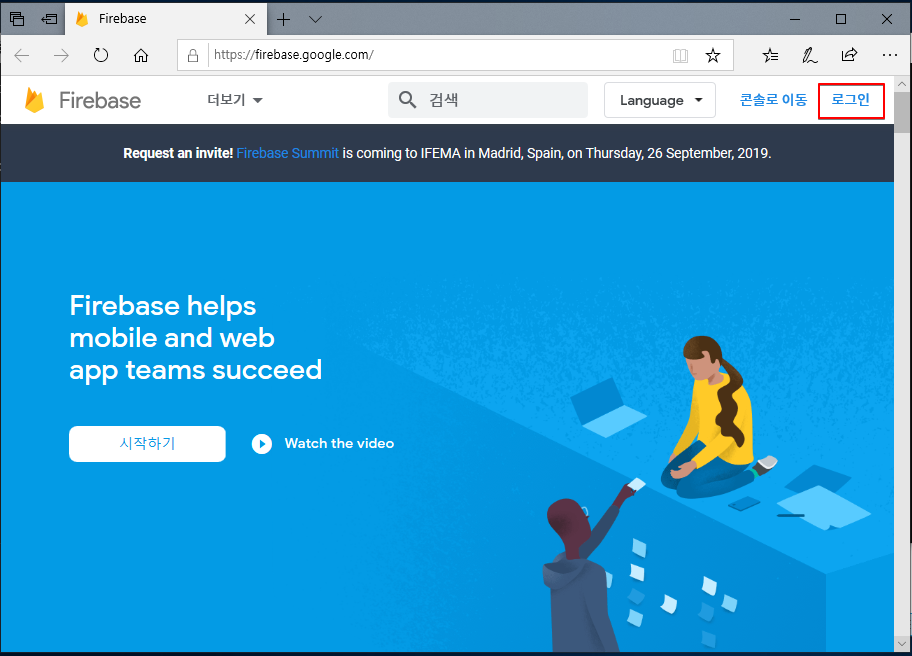 Firebase
https://firebase.google.com/
Firebase 더보기 검색 Language 콘솔로 이동 로그인
Request an invite! Firebase Summit is coming to IFEMA in Madrid, Spain, on Thursday, 26 September, 2019.
Firebase helps
mobile and web
app teams succeed
시작하기 Watch the video